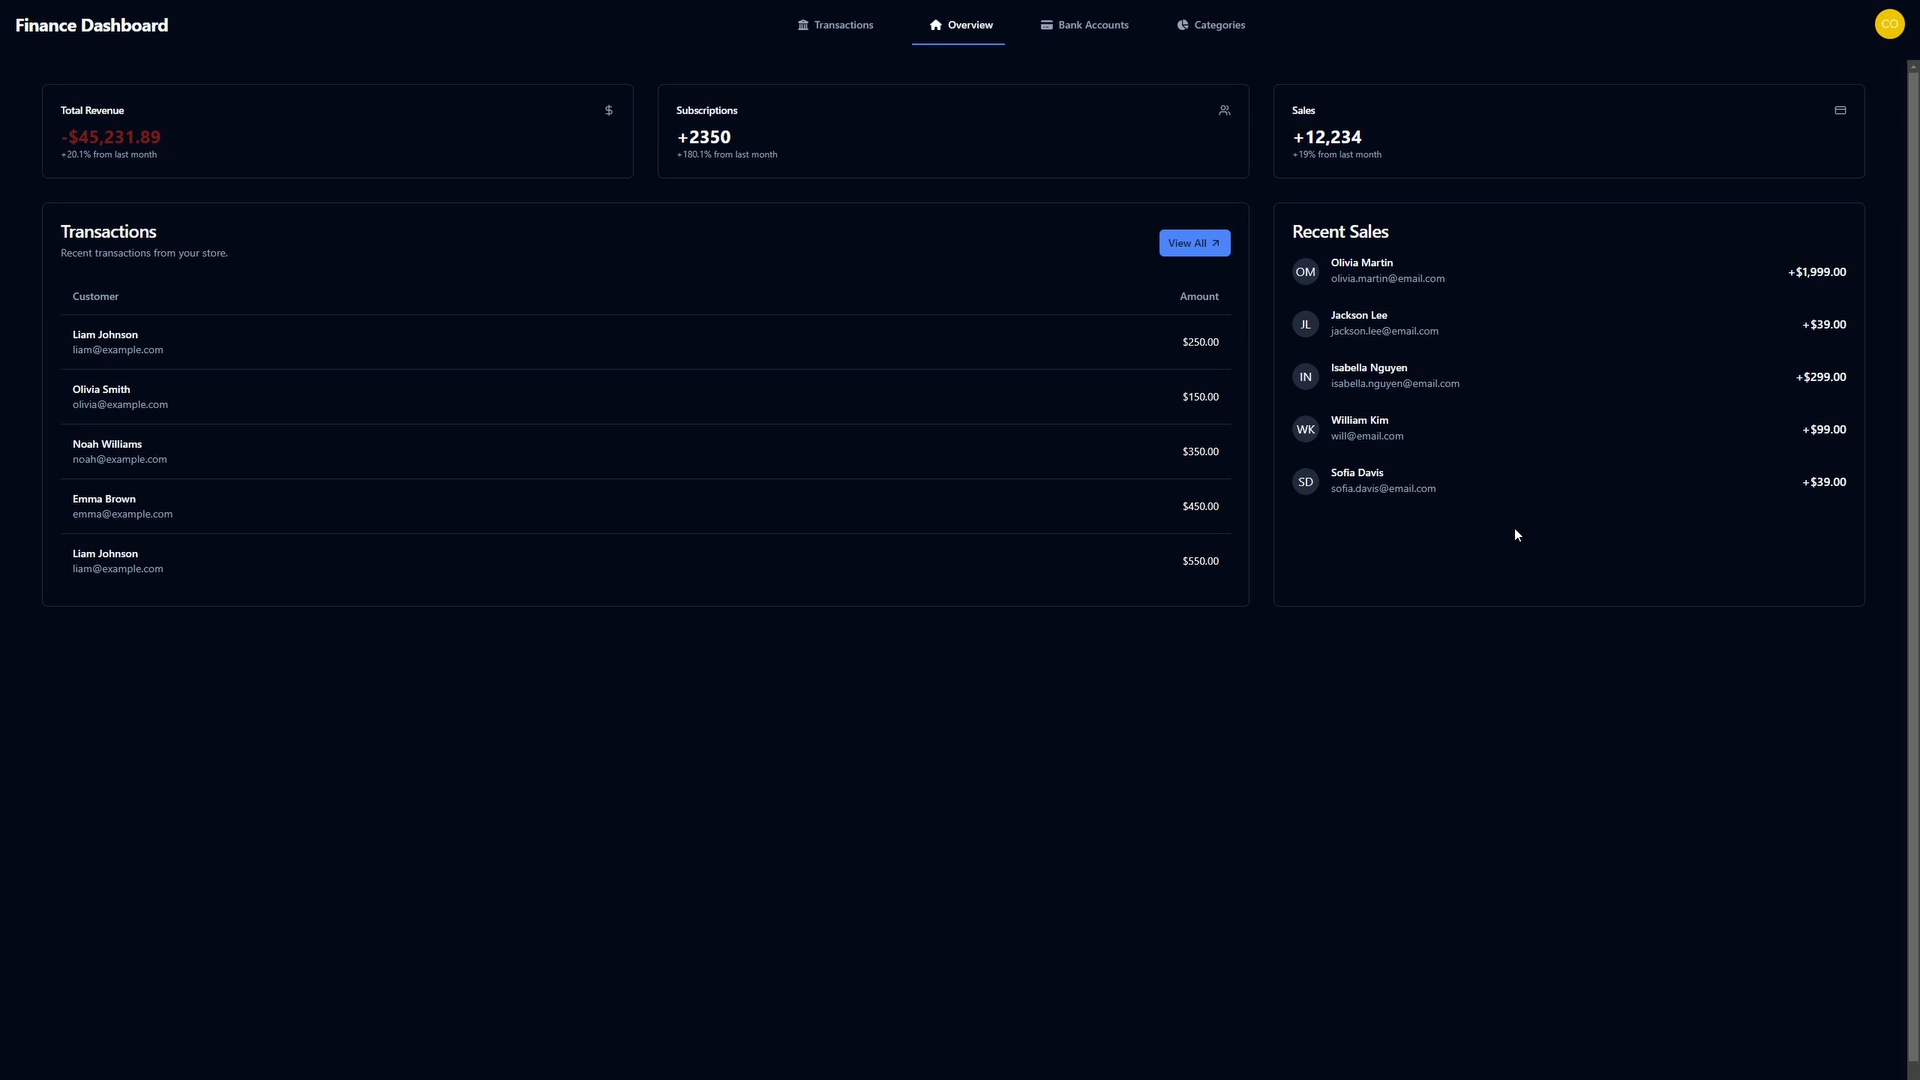 Finance Dashboard
Transactions
Overview
Bank Accounts
Categories
CO
Total Revenue
-$45,231.89
+20.1% from last month
Subscriptions
+2350
+180.1% from last month
Sales
+12,234
+19% from last month
Transactions
Recent transactions from your store.
View All
Customer Amount
Liam Johnson
liam@example.com
$250.00
Olivia Smith
olivia@example.com
$150.00
Noah Williams
noah@example.com
$350.00
Emma Brown
emma@example.com
$450.00
Liam Johnson
liam@example.com
$550.00
Recent Sales
OM
Olivia Martin
olivia.martin@email.com
+$1,999.00
JL
Jackson Lee
jackson.lee@email.com
+$39.00
IN
Isabella Nguyen
isabella.nguyen@email.com
+$299.00
WK
William Kim
will@email.com
+$99.00
SD
Sofia Davis
sofia.davis@email.com
+$39.00